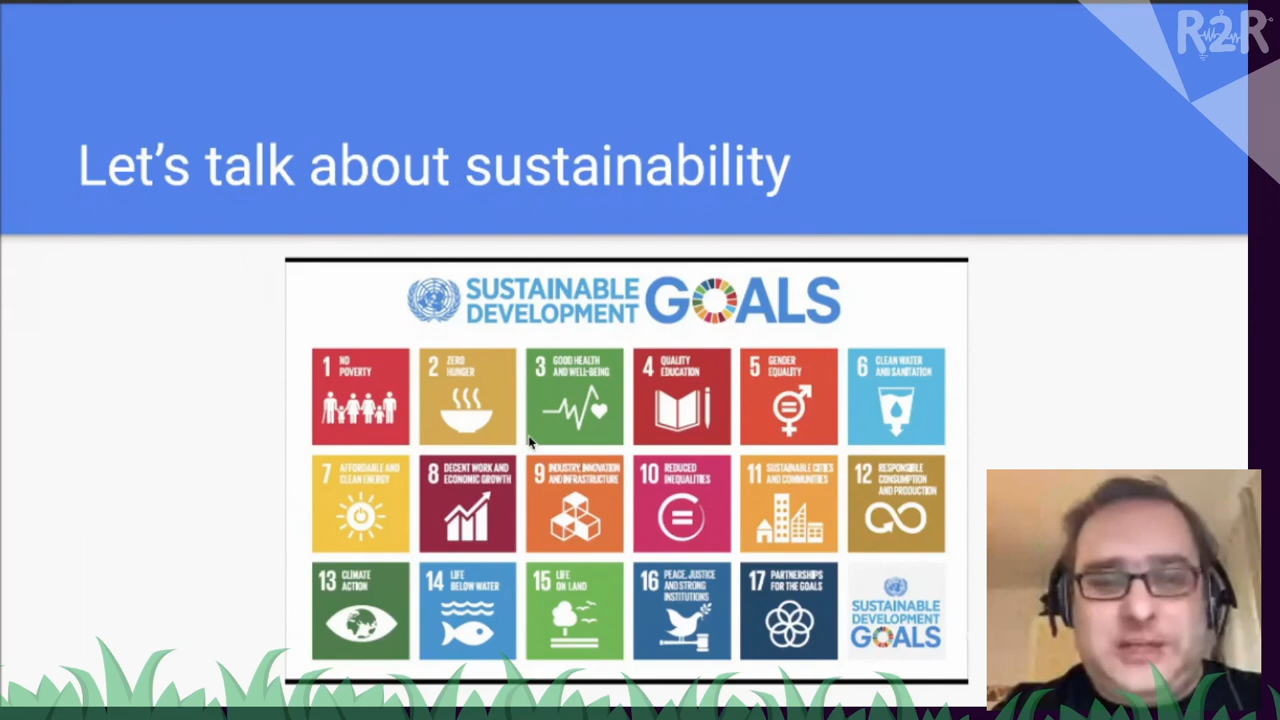 R2R
Let's talk about sustainability
SUSTAINABLE
DEVELOPMENT GOALS
1 NO
POVERTY
2 ZERO
HUNGER
3 GOOD HEALTH
AND WELL-BEING
4 QUALITY
EDUCATION
5 GENDER
EQUALITY
6 CLEAN WATER
AND SANITATION
7 AFFORDABLE AND
CLEAN ENERGY
8 DECENT WORK AND
ECONOMIC GROWTH
9 INDUSTRY, INNOVATION
AND INFRASTRUCTURE
10 REDUCED
INEQUALITIES
11 SUSTAINABLE CITIES
AND COMMUNITIES
12 RESPONSIBLE
CONSUMPTION
AND PRODUCTION
13 CLIMATE
ACTION
14 LIFE
BELOW WATER
15 LIFE
ON LAND
16 PEACE, JUSTICE
AND STRONG
INSTITUTIONS
17 PARTNERSHIPS
FOR THE GOALS
SUSTAINABLE
DEVELOPMENT
GOALS